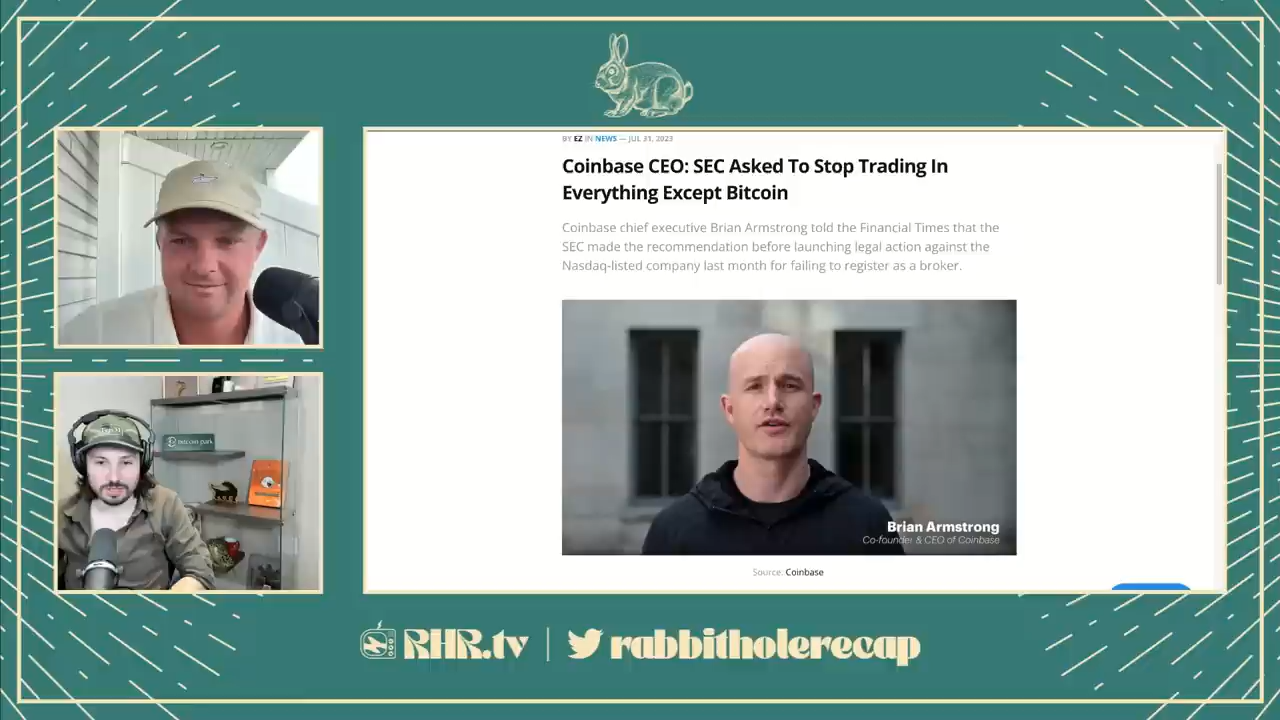 BY EZ IN NEWS — JUL 31, 2023
Coinbase CEO: SEC Asked To Stop Trading In
Everything Except Bitcoin
Coinbase chief executive Brian Armstrong told the Financial Times that the
SEC made the recommendation before launching legal action against the
Nasdaq-listed company last month for failing to register as a broker.
Brian Armstrong
Co-founder & CEO of Coinbase
Source: Coinbase
bitcoin park
RHR.tv
rabbitholerecap